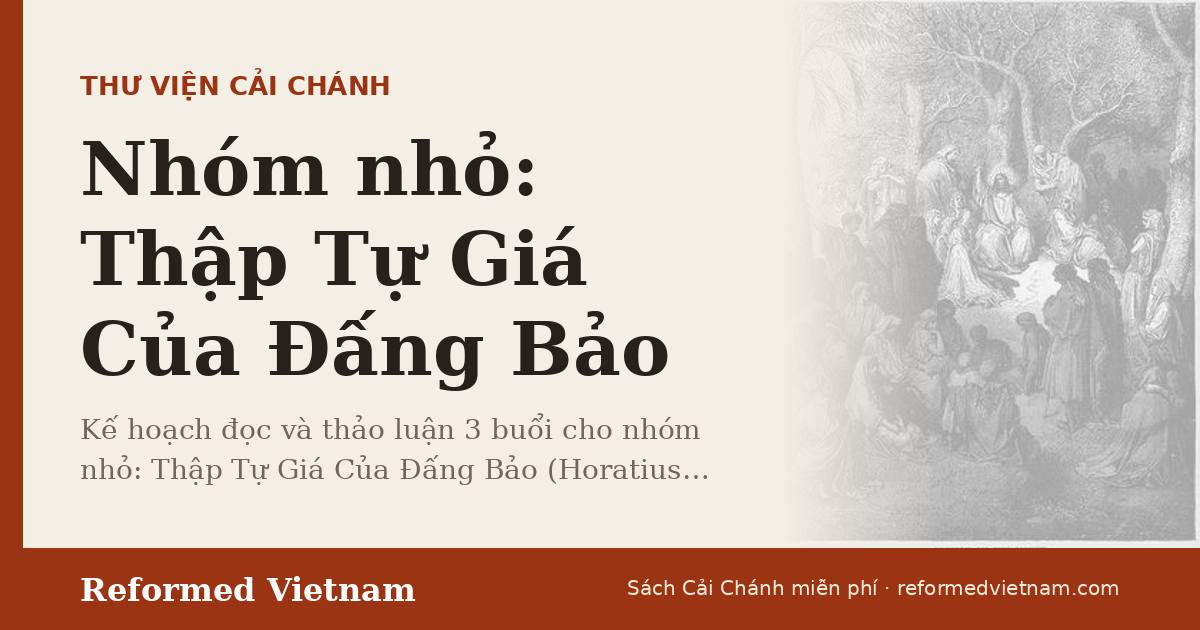 THƯ VIỆN CẢI CHÁNH
Nhóm nhỏ:
Thập Tự Giá
Của Đấng Bảo
Kế hoạch đọc và thảo luận 3 buổi cho nhóm
nhỏ: Thập Tự Giá Của Đấng Bảo (Horatius…
Reformed Vietnam
Sách Cải Chánh miễn phí · reformedvietnam.com